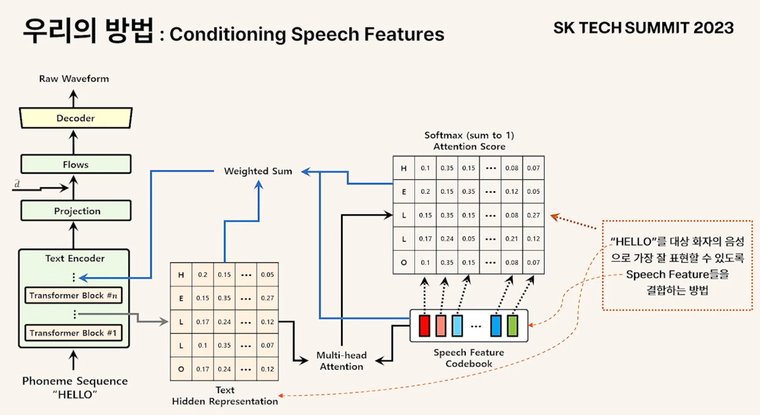 우리의 방법 : Conditioning Speech Features
SK TECH SUMMIT 2023
Raw Waveform
Decoder
Flows
d
Projection
Text Encoder
⋮
Transformer Block #n
⋮
Transformer Block #1
Phoneme Sequence
"HELLO"
Weighted Sum
H 0.2 0.15 ••• 0.05
E 0.15 0.35 ••• 0.27
L 0.17 0.24 ••• 0.12
L 0.1 0.35 ••• 0.07
O 0.17 0.24 ••• 0.12
Text
Hidden Representation
Multi-head
Attention
Softmax (sum to 1)
Attention Score
H 0.1 0.35 0.15 ••• 0.08 0.07
E 0.2 0.15 0.35 ••• 0.12 0.05
L 0.15 0.35 0.15 ••• 0.08 0.27
L 0.17 0.24 0.05 ••• 0.21 0.12
O 0.1 0.35 0.15 ••• 0.08 0.07
...
Speech Feature
Codebook
"HELLO"를 대상 화자의 음성
으로 가장 잘 표현할 수 있도록
Speech Feature들을
결합하는 방법